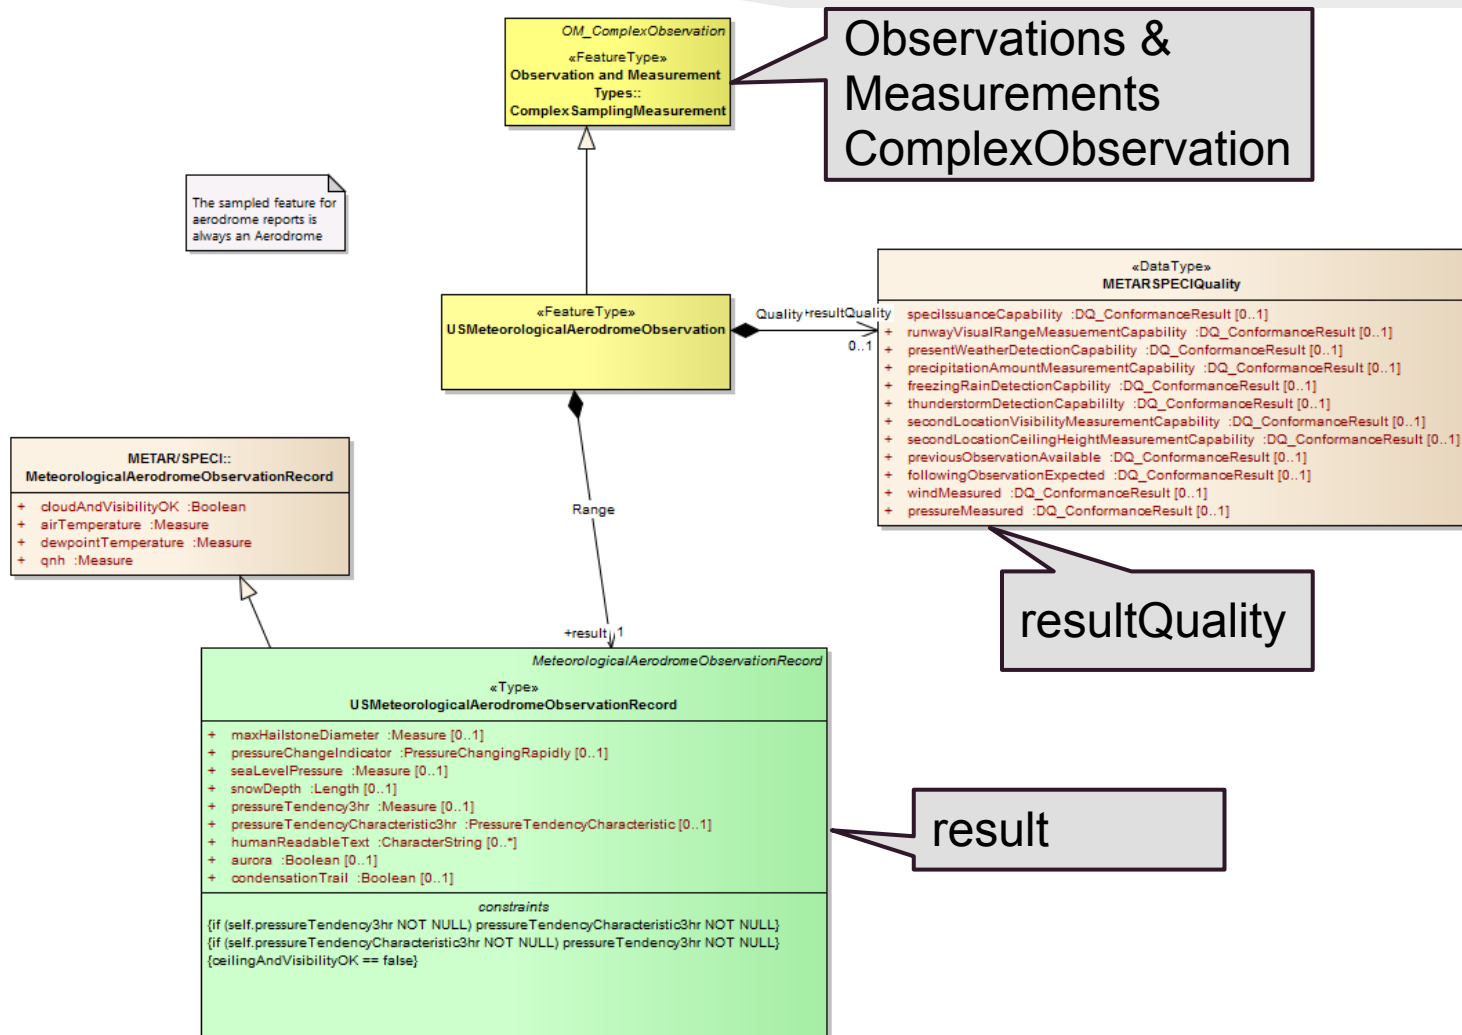 OM_ComplexObservation
«FeatureType»
Observation and Measurement
Types::
ComplexSamplingMeasurement
Observations &
Measurements
ComplexObservation
The sampled feature for
aerodrome reports is
always an Aerodrome
«FeatureType»
USMeteorologicalAerodromeObservation
Quality
+resultQuality
0..1
«DataType»
METARSPECIQuality
speciIssuanceCapability :DQ_ConformanceResult [0..1]
+ runwayVisualRangeMeasuementCapability :DQ_ConformanceResult [0..1]
+ presentWeatherDetectionCapability :DQ_ConformanceResult [0..1]
+ precipitationAmountMeasurementCapability :DQ_ConformanceResult [0..1]
+ freezingRainDetectionCapbility :DQ_ConformanceResult [0..1]
+ thunderstormDetectionCapabililty :DQ_ConformanceResult [0..1]
+ secondLocationVisibilityMeasurementCapability :DQ_ConformanceResult [0..1]
+ secondLocationCeilingHeightMeasurementCapability :DQ_ConformanceResult [0..1]
+ previousObservationAvailable :DQ_ConformanceResult [0..1]
+ followingObservationExpected :DQ_ConformanceResult [0..1]
+ windMeasured :DQ_ConformanceResult [0..1]
+ pressureMeasured :DQ_ConformanceResult [0..1]
resultQuality
METAR/SPECI::
MeteorologicalAerodromeObservationRecord
+ cloudAndVisibilityOK :Boolean
+ airTemperature :Measure
+ dewpointTemperature :Measure
+ qnh :Measure
Range
+result 1
MeteorologicalAerodromeObservationRecord
«Type»
USMeteorologicalAerodromeObservationRecord
+ maxHailstoneDiameter :Measure [0..1]
+ pressureChangeIndicator :PressureChangingRapidly [0..1]
+ seaLevelPressure :Measure [0..1]
+ snowDepth :Length [0..1]
+ pressureTendency3hr :Measure [0..1]
+ pressureTendencyCharacteristic3hr :PressureTendencyCharacteristic [0..1]
+ humanReadableText :CharacterString [0..*]
+ aurora :Boolean [0..1]
+ condensationTrail :Boolean [0..1]
constraints
{if (self.pressureTendency3hr NOT NULL) pressureTendencyCharacteristic3hr NOT NULL}
{if (self.pressureTendencyCharacteristic3hr NOT NULL) pressureTendency3hr NOT NULL}
{ceilingAndVisibilityOK == false}
result